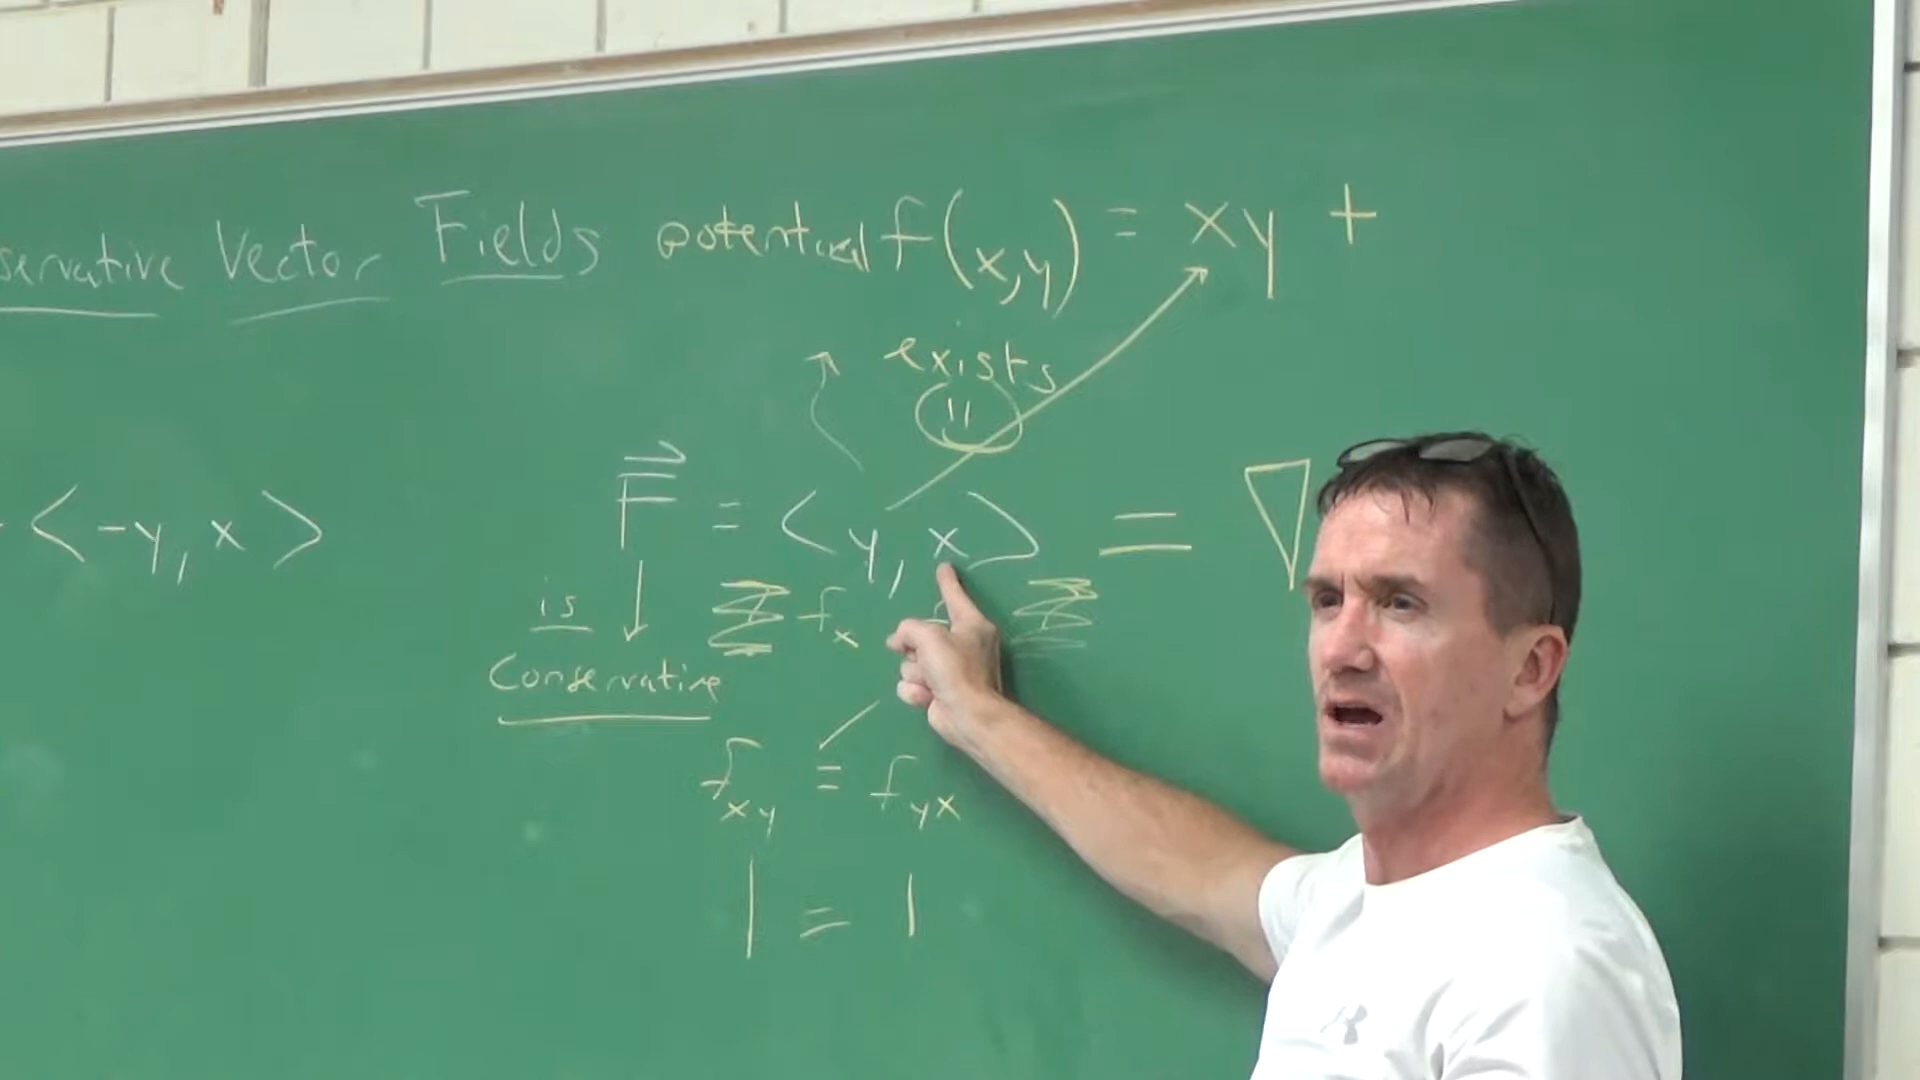 servative Vector Fields potential f(x,y) = xy +
exists
<-y, x>
F = <y, x> = ∇
is
Conservative
f_x
f_xy = f_yx
1 = 1